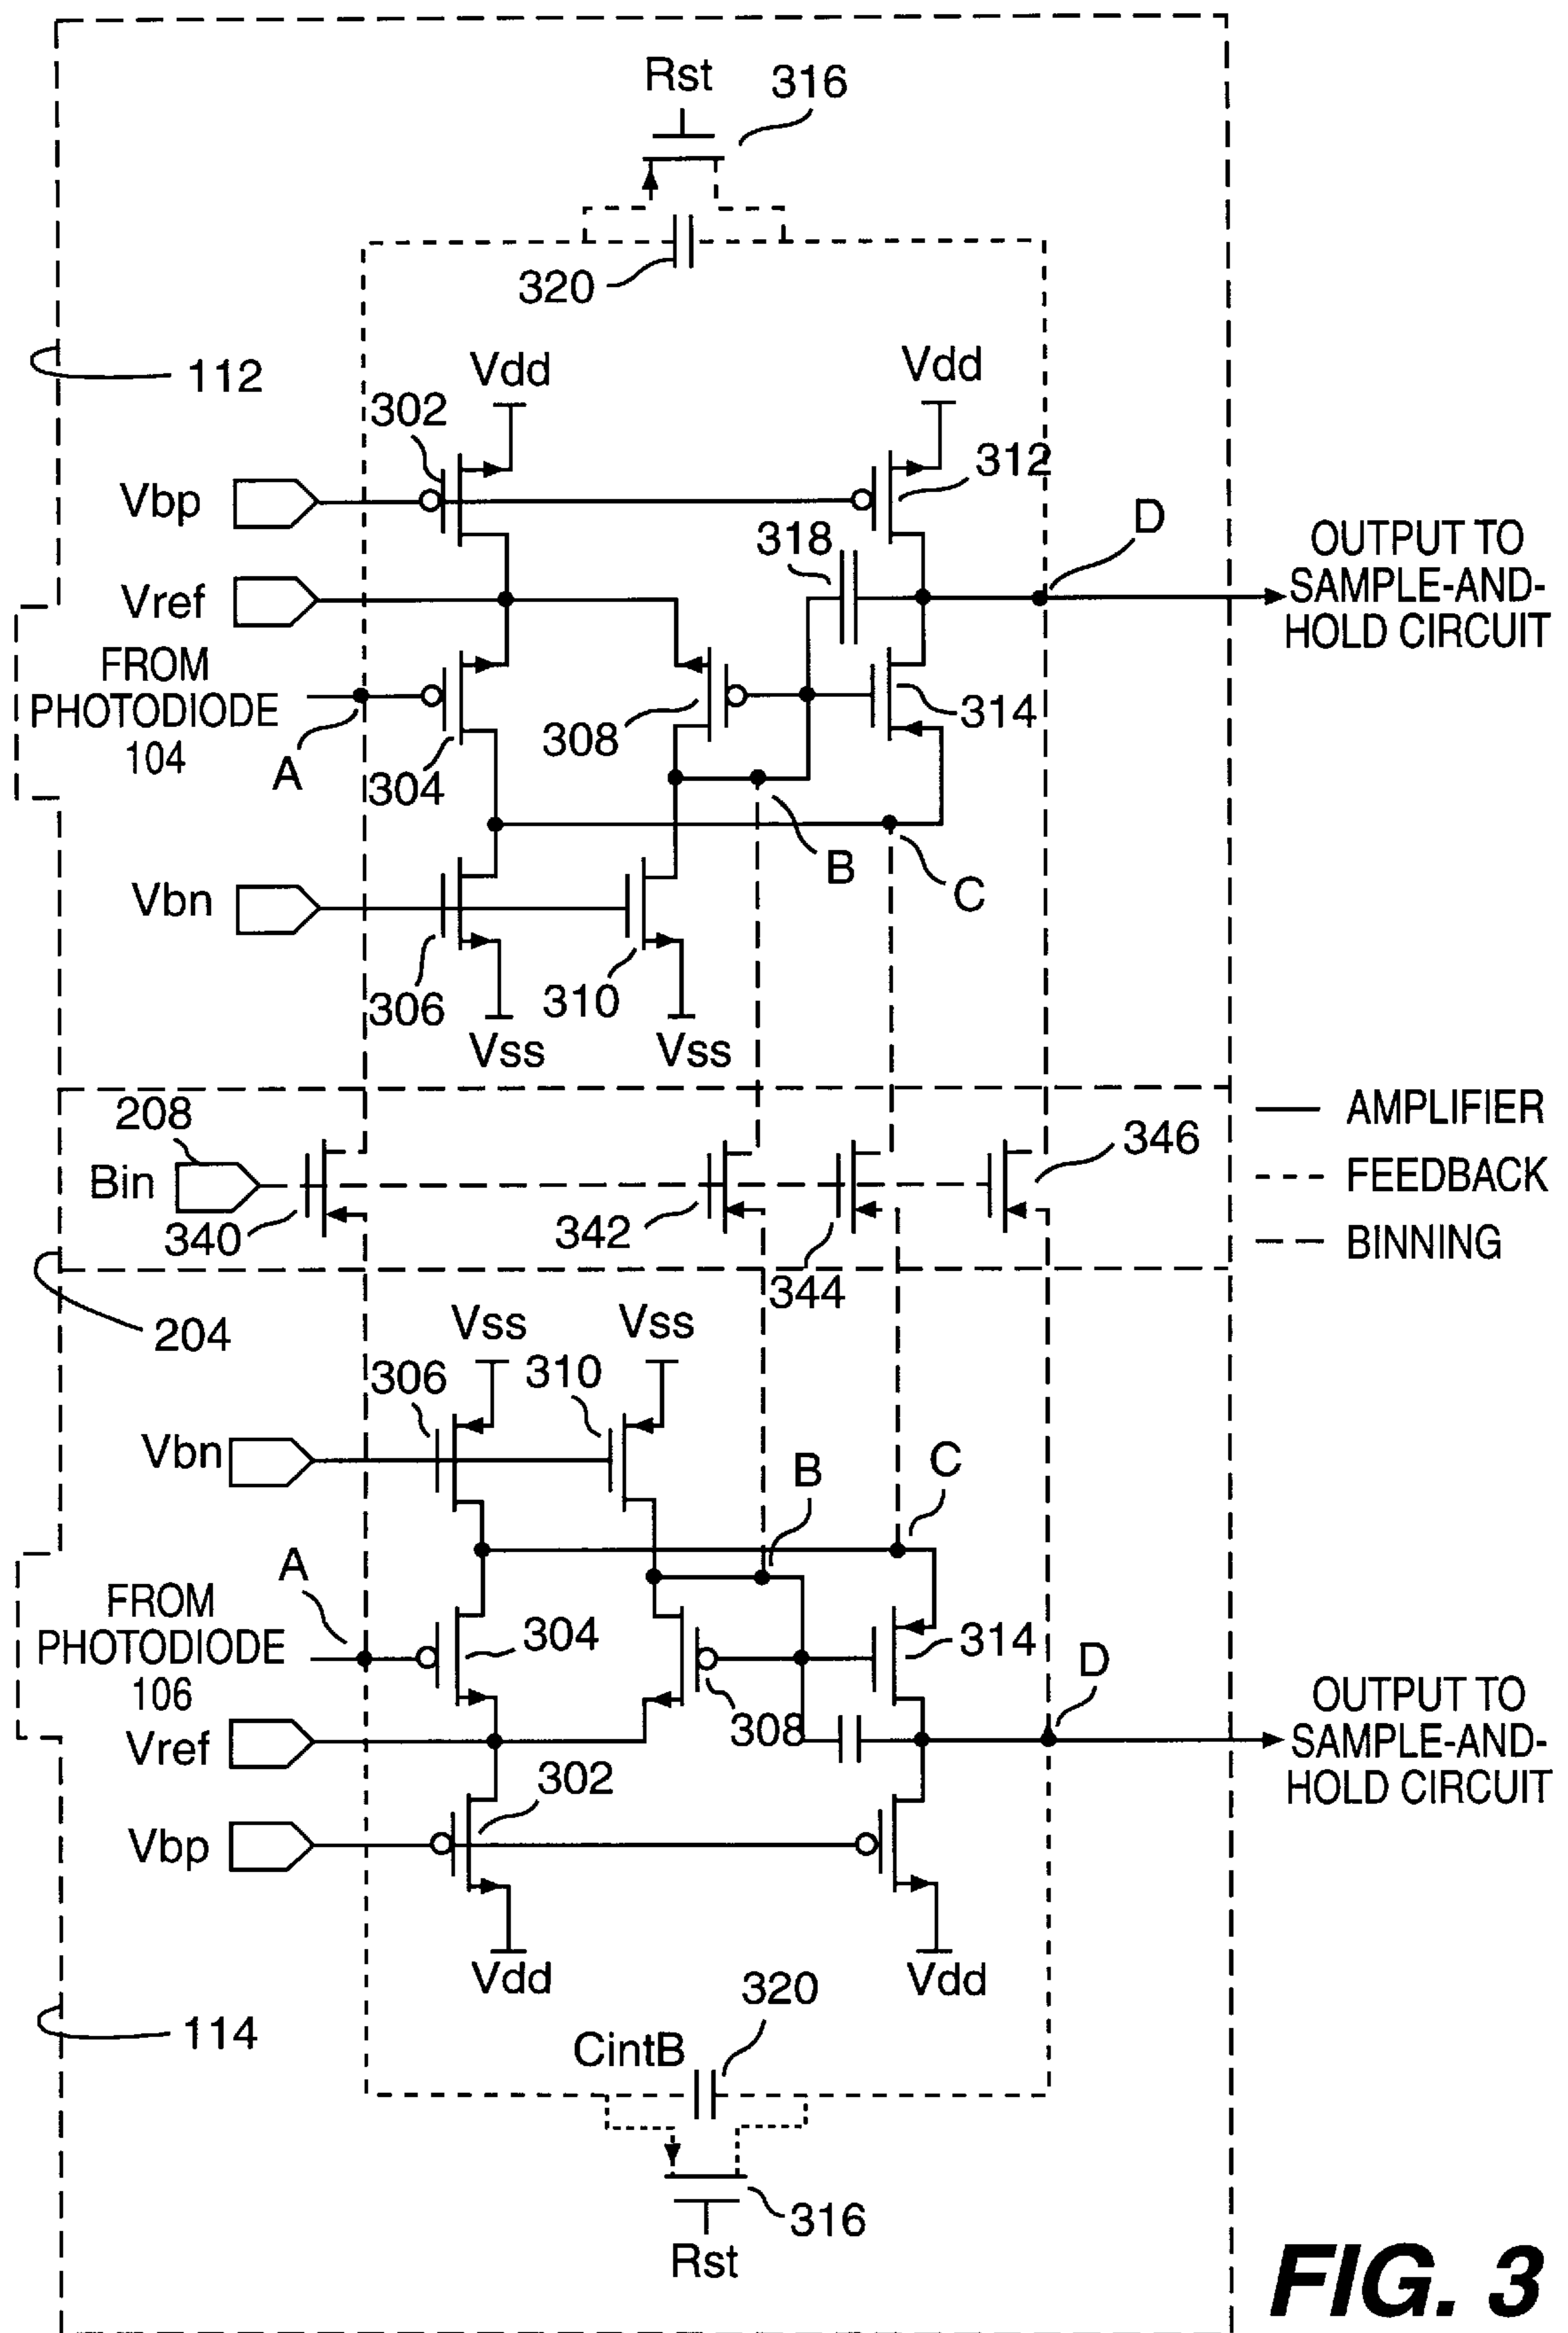 Rst
316
320
112
Vdd
Vdd
302
312
Vbp
318
D
OUTPUT TO
SAMPLE-AND-
HOLD CIRCUIT
Vref
FROM
PHOTODIODE
104
A
304
308
314
B
C
Vbn
306
310
Vss
Vss
208
Bin
340
342
344
346
AMPLIFIER
FEEDBACK
BINNING
204
Vss
Vss
306
310
Vbn
B
C
A
FROM
PHOTODIODE
106
304
308
314
D
OUTPUT TO
SAMPLE-AND-
HOLD CIRCUIT
Vref
302
Vbp
Vdd
Vdd
114
320
CintB
316
Rst
FIG. 3